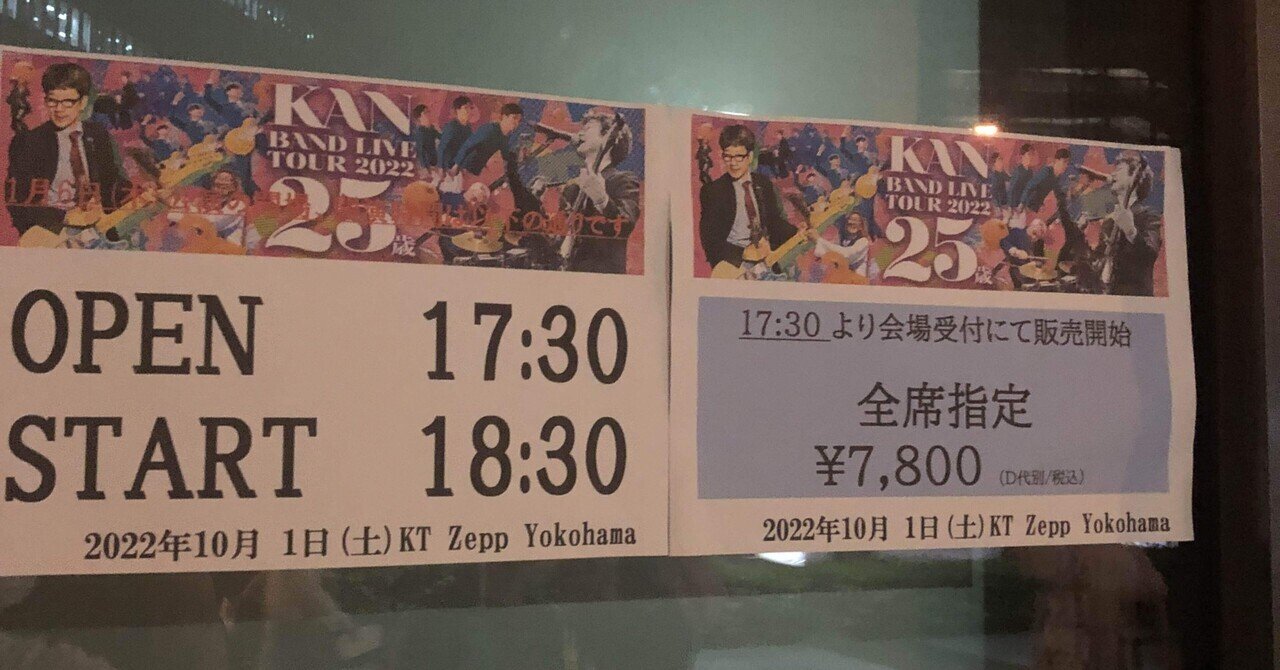 KAN
BAND LIVE
TOUR 2022
25歳
OPEN 17:30
START 18:30
2022年10月 1日(土)KT Zepp Yokohama
KAN
BAND LIVE
TOUR 2022
25歳
17:30 より会場受付にて販売開始
全席指定
¥7,800 (D代別/税込)
2022年10月 1日(土)KT Zepp Yokohama